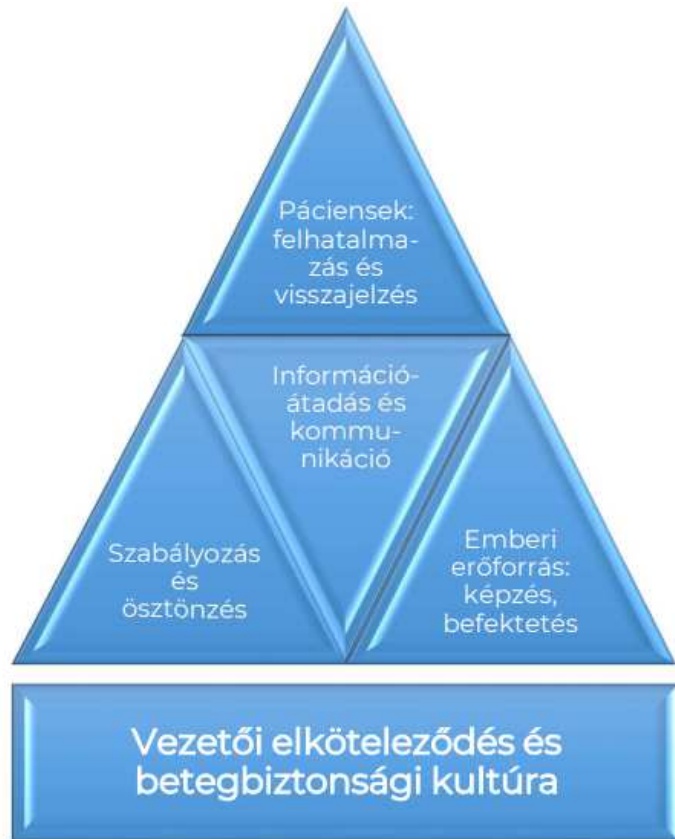 Páciensek:
felhatalma-
zás és
visszajelzés
Információ-
átadás és
kommu-
nikáció
Szabályozás
és
ösztönzés
Emberi
erőforrás:
képzés,
befektetés
Vezetői elköteleződés és
betegbiztonsági kultúra